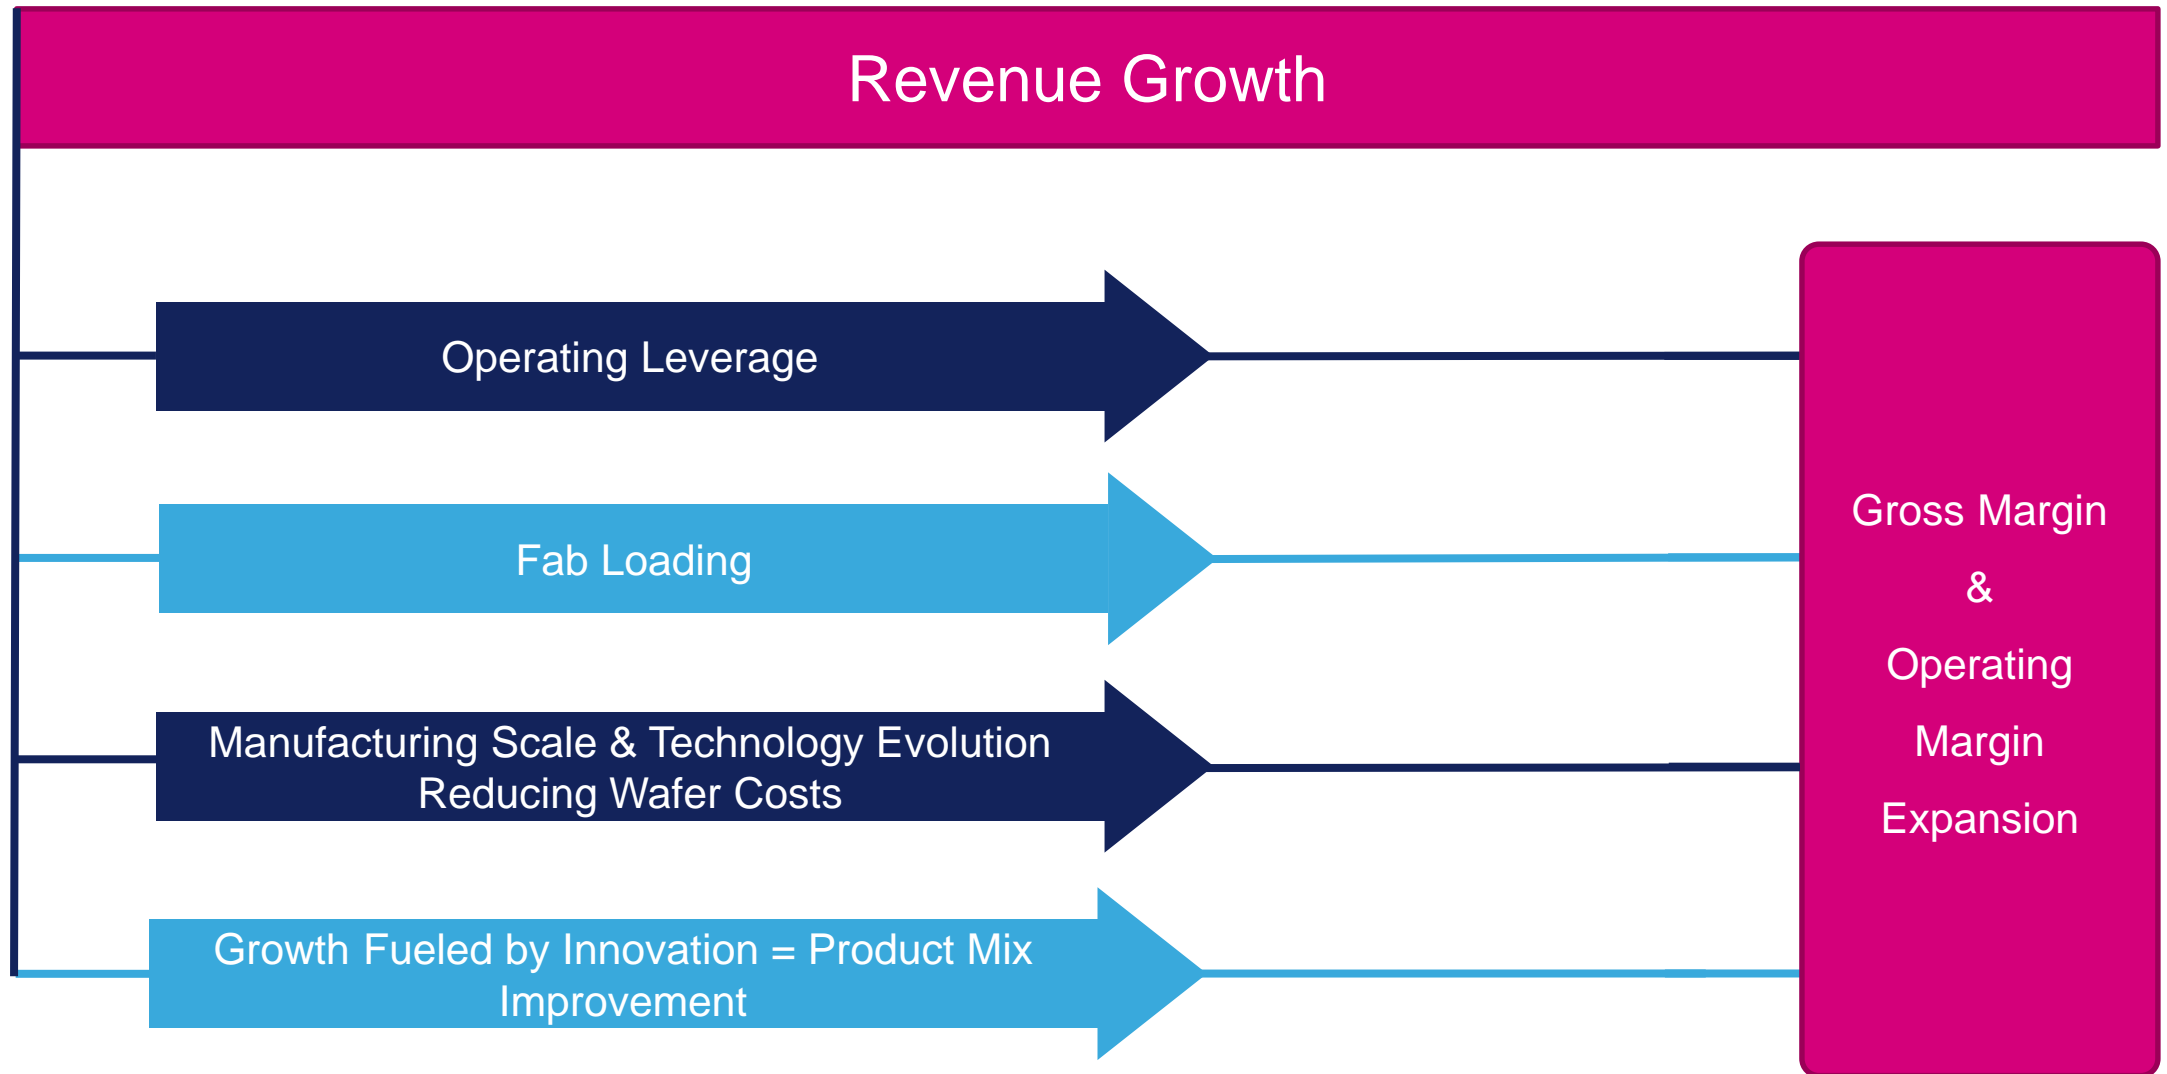 Revenue Growth
Operating Leverage
Fab Loading
Manufacturing Scale & Technology Evolution
Reducing Wafer Costs
Growth Fueled by Innovation = Product Mix
Improvement
Gross Margin
&
Operating
Margin
Expansion